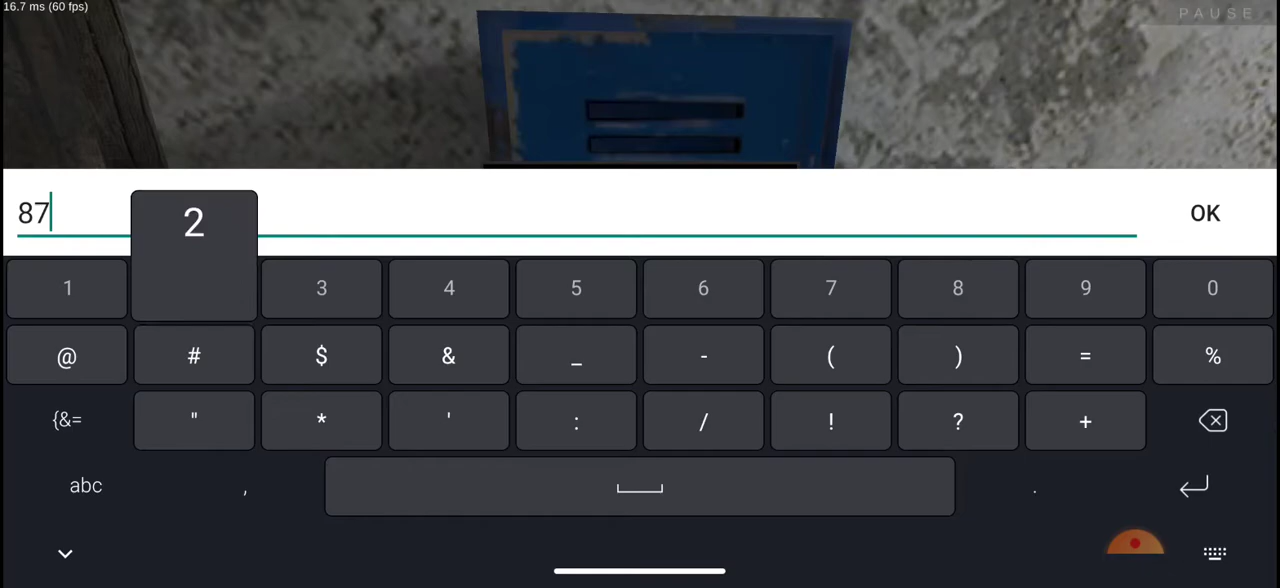 16.7 ms (60 fps)
PAUSE
87
2
OK
1 3 4 5 6 7 8 9 0
@ # $ & _ - ( ) = %
{&= " * ' : / ! ? +
abc , .